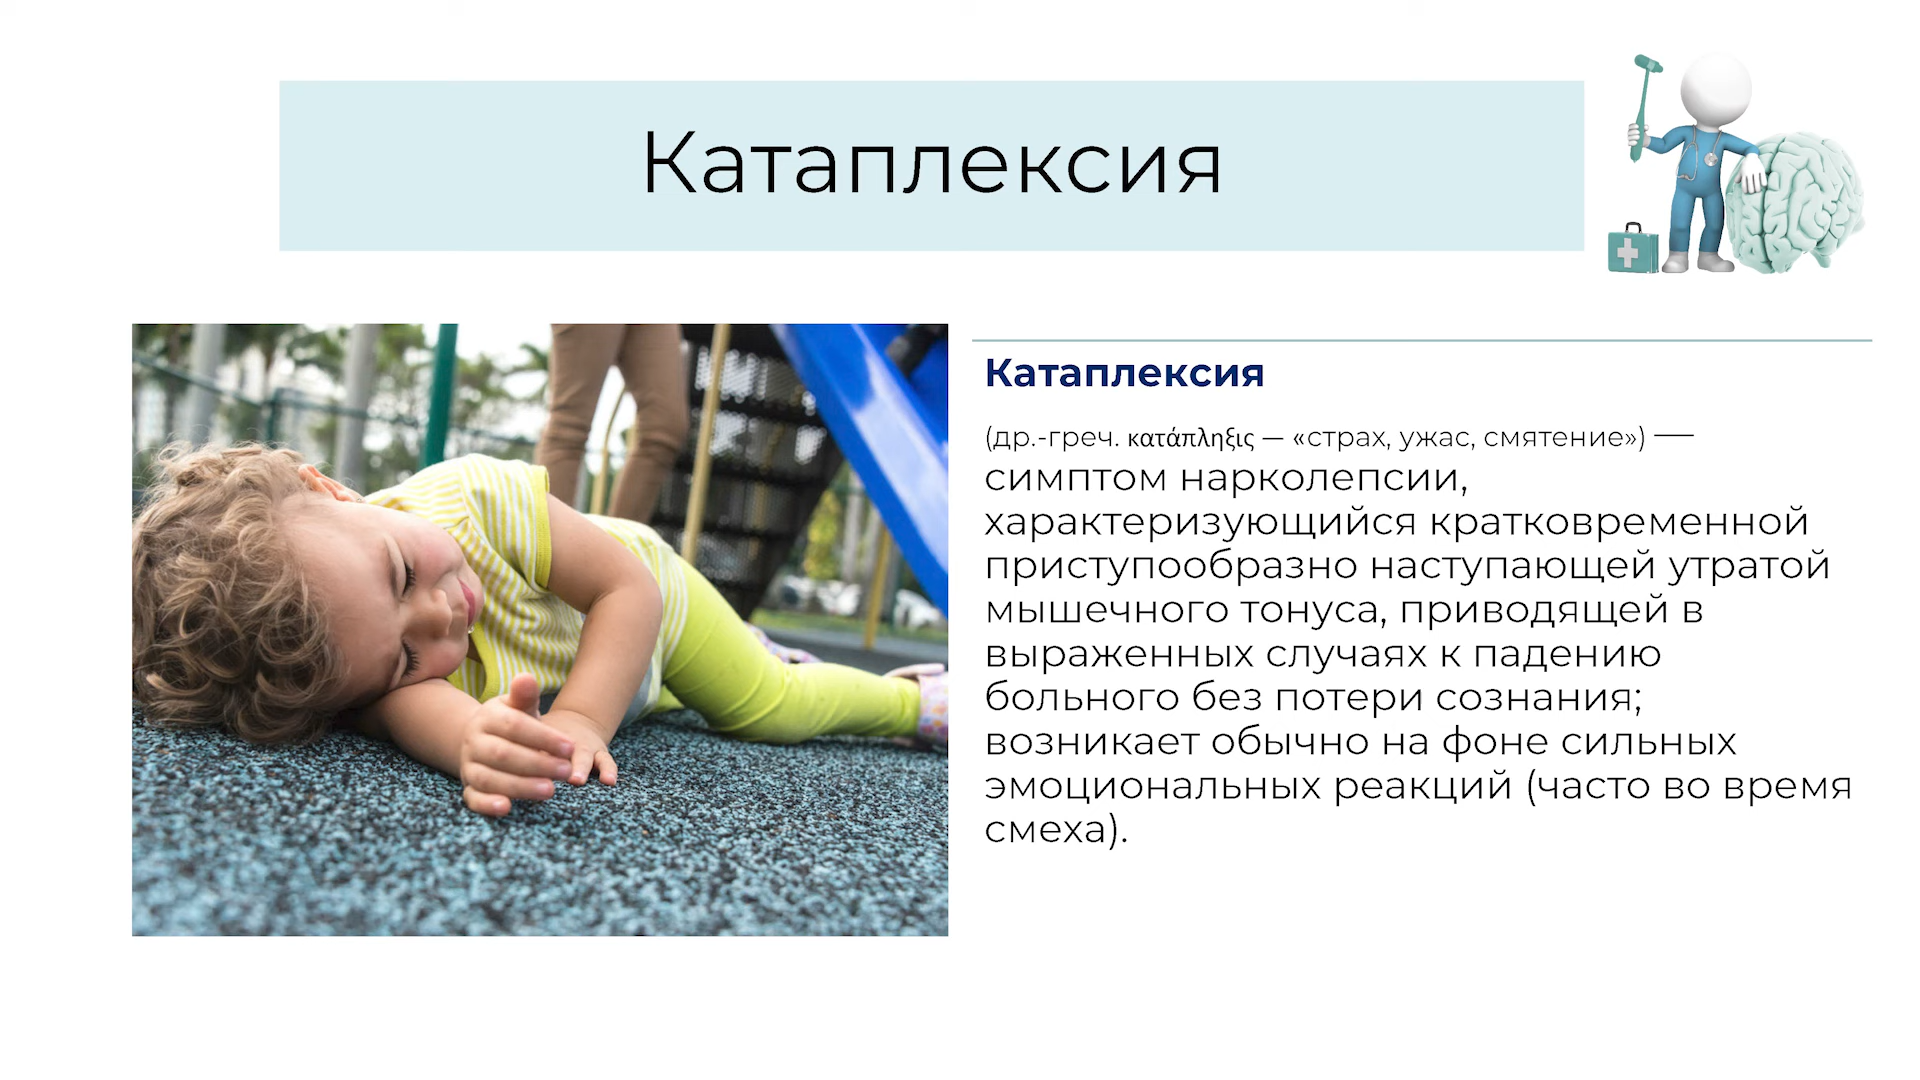 Катаплексия
Катаплексия
(др.-греч. κατάπληξις — «страх, ужас, смятение») —
симптом нарколепсии,
характеризующийся кратковременной
приступообразно наступающей утратой
мышечного тонуса, приводящей в
выраженных случаях к падению
больного без потери сознания;
возникает обычно на фоне сильных
эмоциональных реакций (часто во время
смеха).